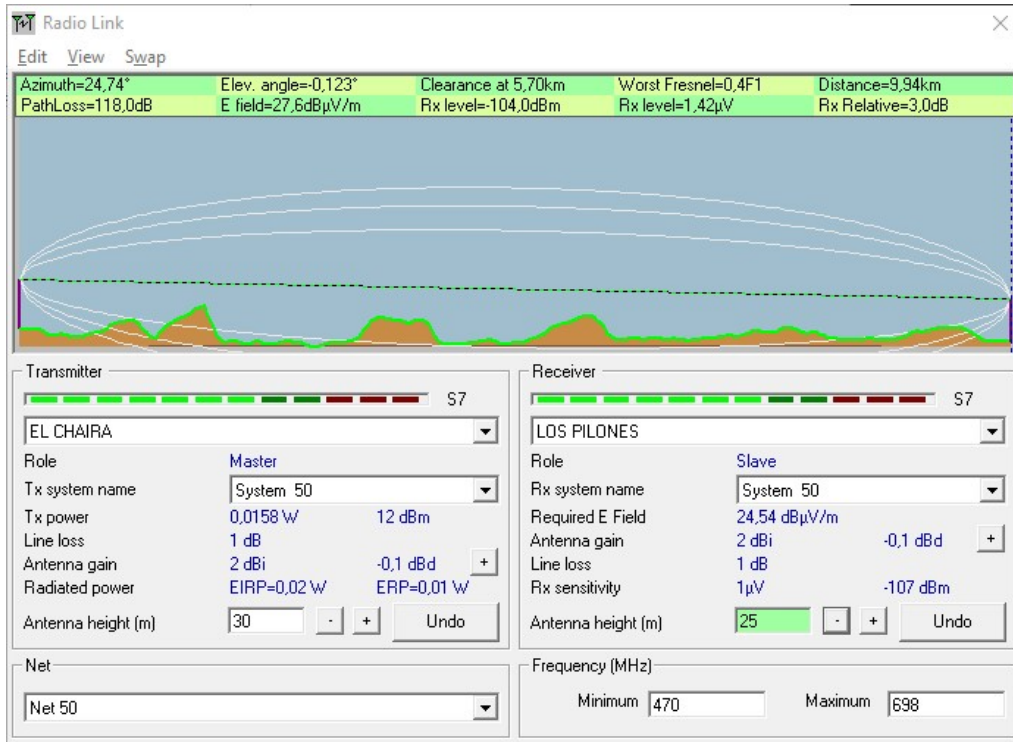 Radio Link
Edit View Swap
Azimuth=24,74° Elev. angle=-0,123° Clearance at 5,70km Worst Fresnel=0,4F1 Distance=9,94km
PathLoss=118,0dB E field=27,6dBµV/m Rx level=-104,0dBm Rx level=1,42µV Rx Relative=3,0dB
Transmitter
S7
EL CHAIRA
Role Master
Tx system name System 50
Tx power 0,0158 W 12 dBm
Line loss 1 dB
Antenna gain 2 dBi -0,1 dBd +
Radiated power EIRP=0,02 W ERP=0,01 W
Antenna height (m) 30 - + Undo
Receiver
S7
LOS PILONES
Role Slave
Rx system name System 50
Required E Field 24,54 dBµV/m
Antenna gain 2 dBi -0,1 dBd +
Line loss 1 dB
Rx sensitivity 1µV -107 dBm
Antenna height (m) 25 - + Undo
Net
Net 50
Frequency (MHz)
Minimum 470 Maximum 698